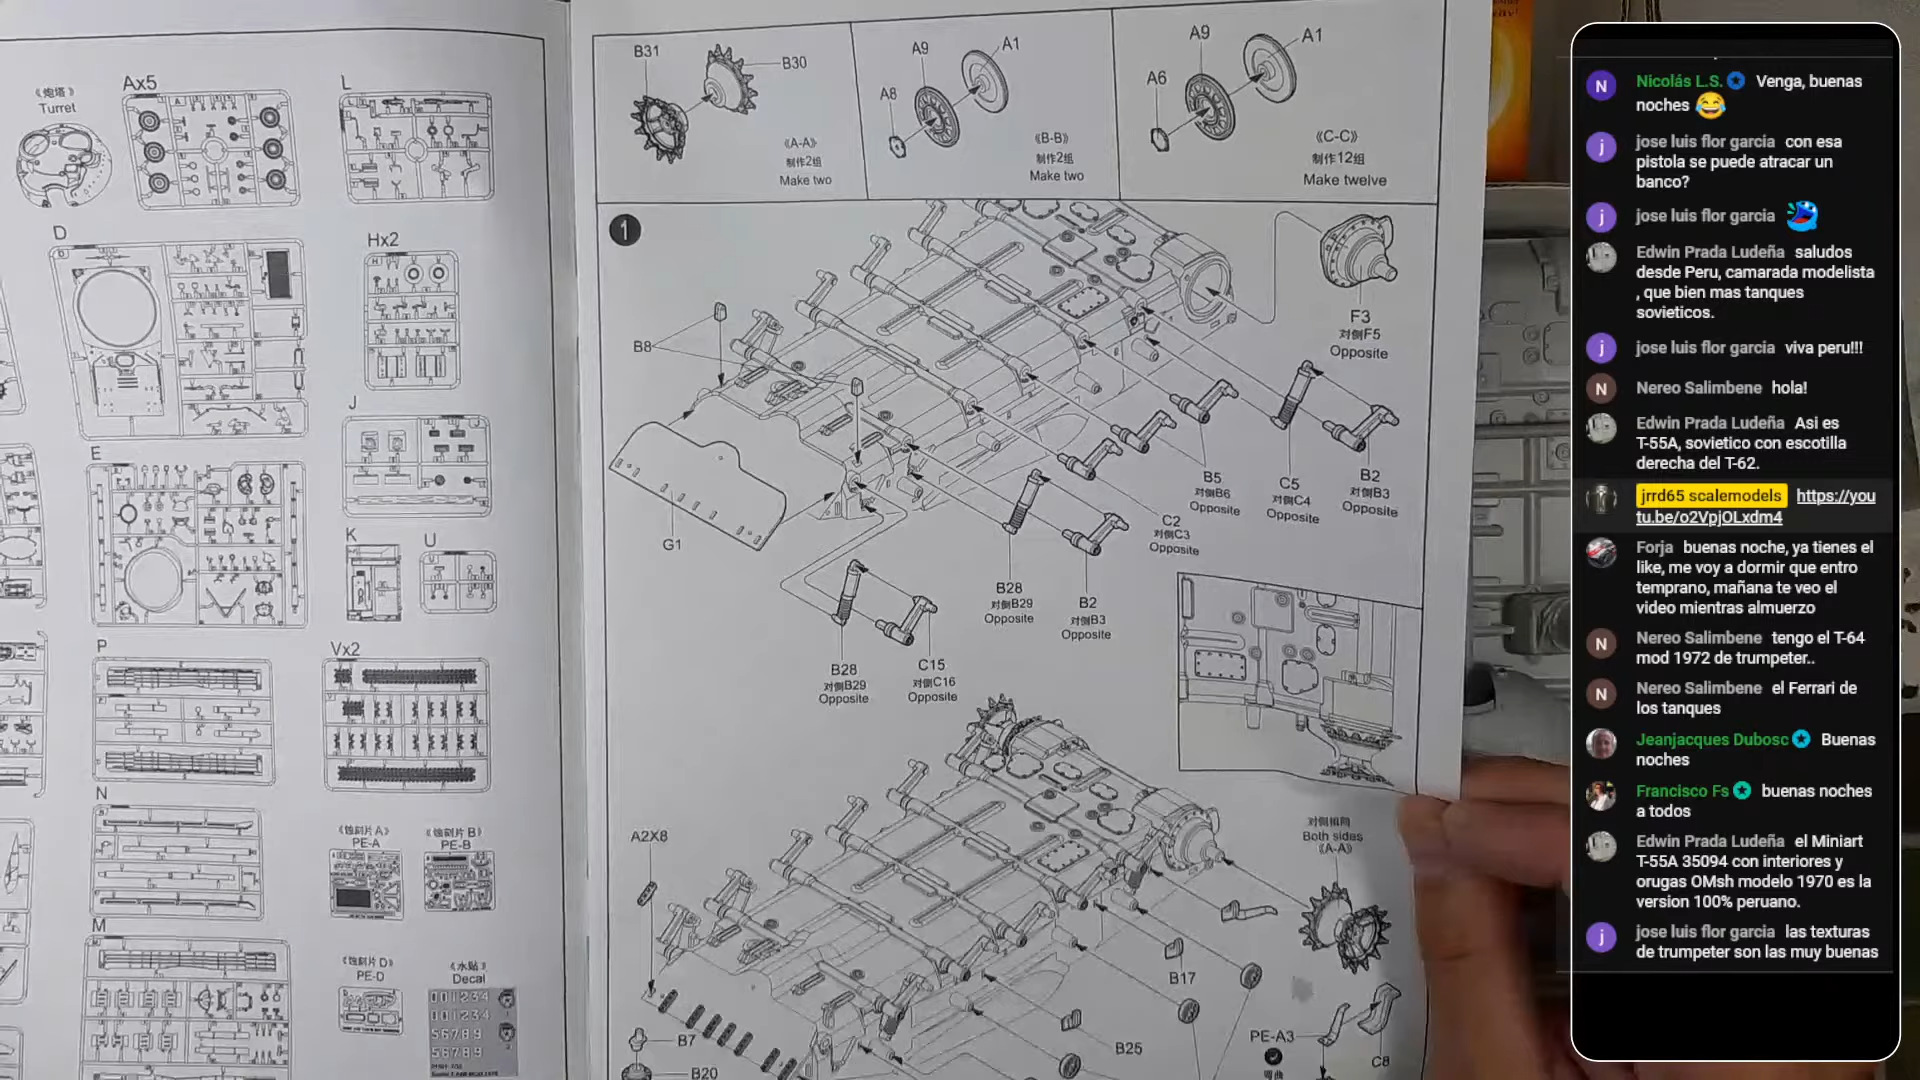 《炮塔》
Turret
Ax5
L
D
Hx2
J
E
K
U
P
Vx2
N
M
《蚀刻片A》
PE-A
《蚀刻片B》
PE-B
《蚀刻片D》
PE-D
《水贴》
Decal
001234
001234
56789
56789
B31
B30
《A-A》
制作2组
Make two
A9
A1
A8
《B-B》
制作2组
Make two
A9
A1
A6
《C-C》
制作12组
Make twelve
1
B8
G1
F3
对侧F5
Opposite
B5
对侧B6
Opposite
C5
对侧C4
Opposite
B2
对侧B3
Opposite
C2
对侧C3
Opposite
B28
对侧B29
Opposite
B2
对侧B3
Opposite
B28
对侧B29
Opposite
C15
对侧C16
Opposite
A2X8
对侧相同
Both sides
《A-A》
B17
B7
B25
B20
PE-A3
弯曲
C8
N
Nicolás L.S. Venga, buenas
noches
j
jose luis flor garcia con esa
pistola se puede atracar un
banco?
j
jose luis flor garcia
Edwin Prada Ludeña saludos
desde Peru, camarada modelista
, que bien mas tanques
sovieticos.
j
jose luis flor garcia viva peru!!!
N
Nereo Salimbene hola!
Edwin Prada Ludeña Asi es
T-55A, sovietico con escotilla
derecha del T-62.
jrrd65 scalemodels https://you
tu.be/o2VpjOLxdm4
Forja buenas noche, ya tienes el
like, me voy a dormir que entro
temprano, mañana te veo el
video mientras almuerzo
N
Nereo Salimbene tengo el T-64
mod 1972 de trumpeter..
N
Nereo Salimbene el Ferrari de
los tanques
Jeanjacques Dubosc Buenas
noches
Francisco Fs buenas noches
a todos
Edwin Prada Ludeña el Miniart
T-55A 35094 con interiores y
orugas OMsh modelo 1970 es la
version 100% peruano.
j
jose luis flor garcia las texturas
de trumpeter son las muy buenas